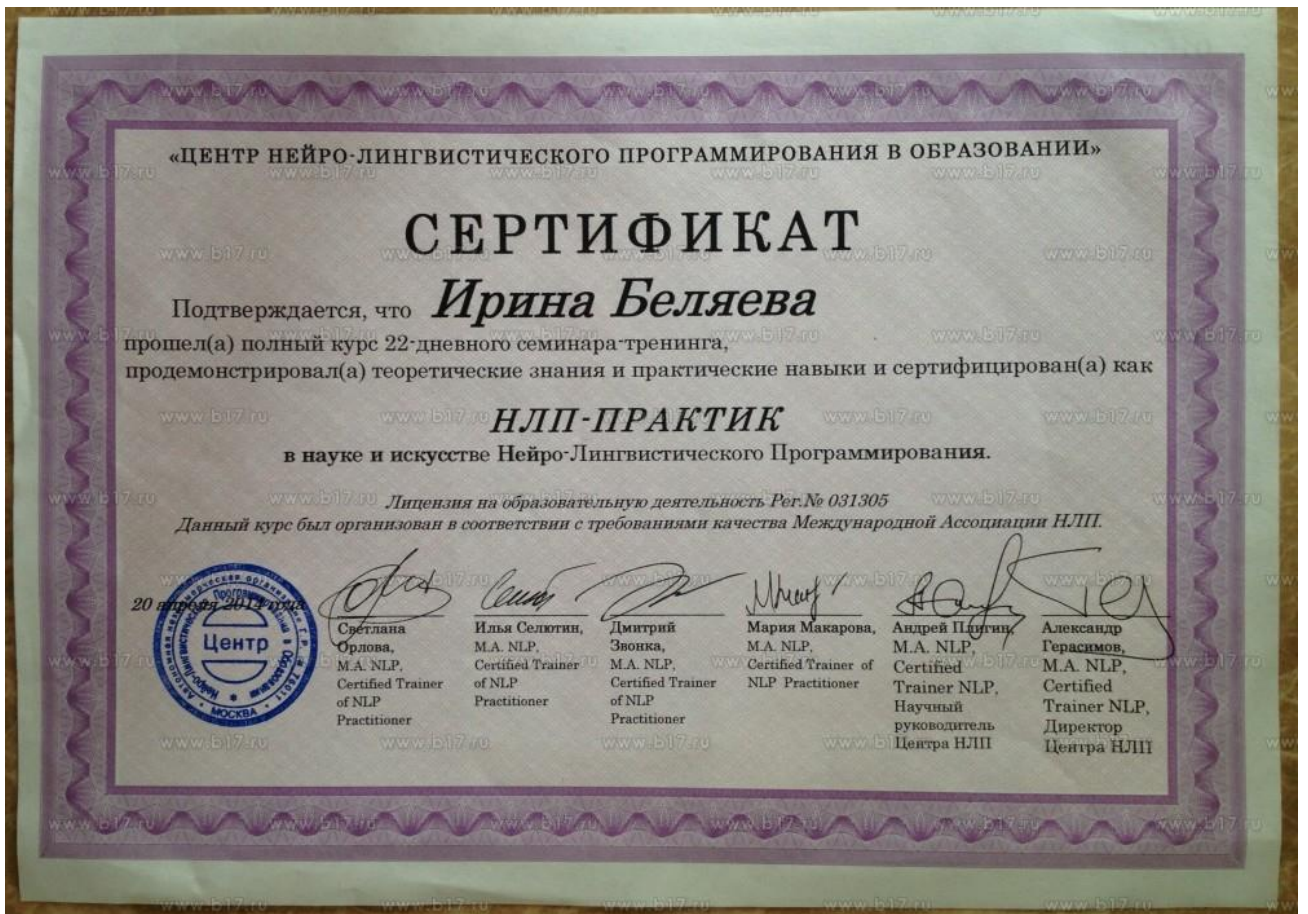 «ЦЕНТР НЕЙРО-ЛИНГВИСТИЧЕСКОГО ПРОГРАММИРОВАНИЯ В ОБРАЗОВАНИИ»
СЕРТИФИКАТ
Подтверждается, что Ирина Беляева
прошел(а) полный курс 22-дневного семинара-тренинга,
продемонстрировал(а) теоретические знания и практические навыки и сертифицирован(а) как
НЛП-ПРАКТИК
в науке и искусстве Нейро-Лингвистического Программирования.
Лицензия на образовательную деятельность Рег.№ 031305
Данный курс был организован в соответствии с требованиями качества Международной Ассоциации НЛП.
20 апреля 2014 года
Центр
МОСКВА
Светлана
Орлова,
M.A. NLP,
Certified Trainer
of NLP
Practitioner
Илья Селютин,
M.A. NLP,
Certified Trainer
of NLP
Practitioner
Дмитрий
Звонка,
M.A. NLP,
Certified Trainer
of NLP
Practitioner
Мария Макарова,
M.A. NLP,
Certified Trainer of
NLP Practitioner
Андрей Плигин,
M.A. NLP,
Certified
Trainer NLP,
Научный
руководитель
Центра НЛП
Александр
Герасимов,
M.A. NLP,
Certified
Trainer NLP,
Директор
Центра НЛП
www.b17.ru